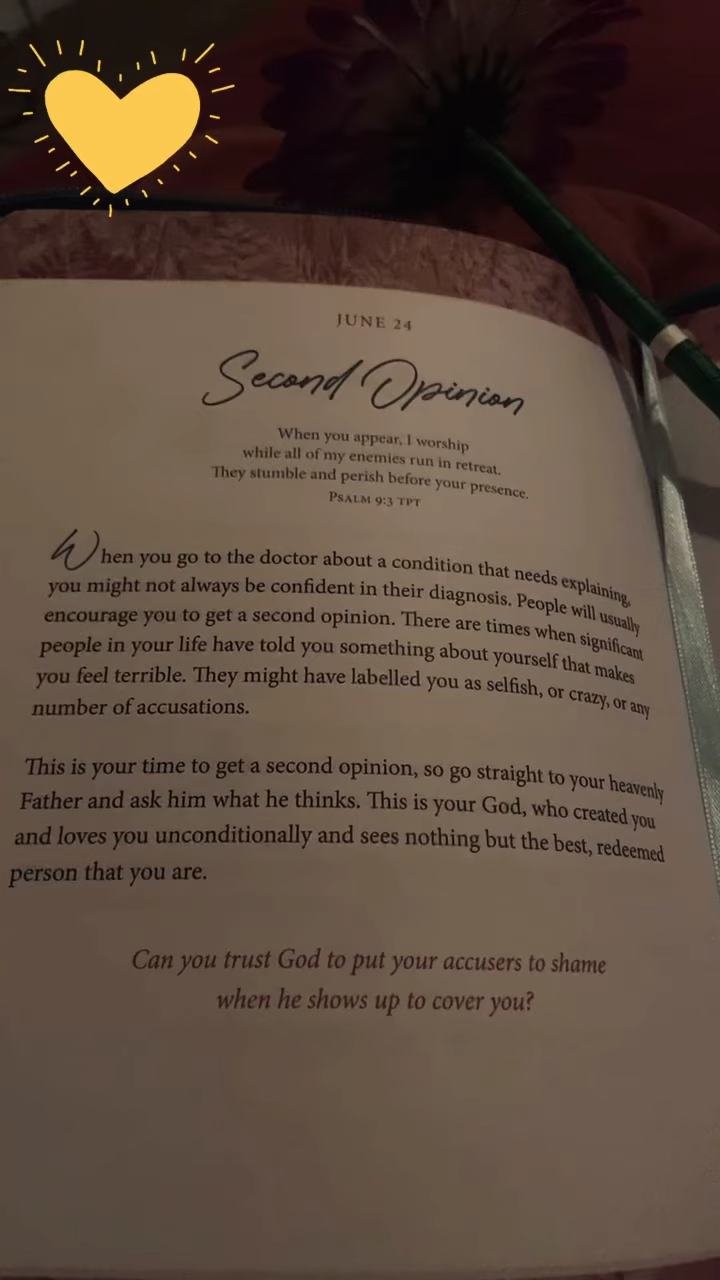 JUNE 24
Second Opinion
When you appear, I worship
while all of my enemies run in retreat.
They stumble and perish before your presence.
PSALM 9:3 TPT
When you go to the doctor about a condition that needs explaining,
you might not always be confident in their diagnosis. People will usually
encourage you to get a second opinion. There are times when significant
people in your life have told you something about yourself that makes
you feel terrible. They might have labelled you as selfish, or crazy, or any
number of accusations.
This is your time to get a second opinion, so go straight to your heavenly
Father and ask him what he thinks. This is your God, who created you
and loves you unconditionally and sees nothing but the best, redeemed
person that you are.
Can you trust God to put your accusers to shame
when he shows up to cover you?